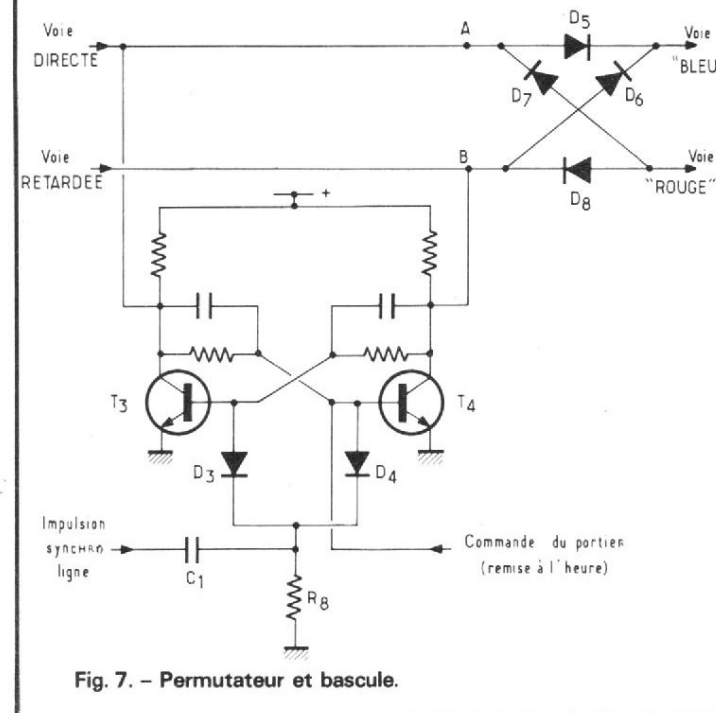 Voie
DIRECTE
A
D5
Voie
"BLEU
D7
D6
Voie
RETARDEE
B
D8
Voie
"ROUGE"
+
T3
T4
D3
D4
Impulsion
synchro
ligne
C1
R8
Commande du portier
(remise à l'heure)
Fig. 7. – Permutateur et bascule.